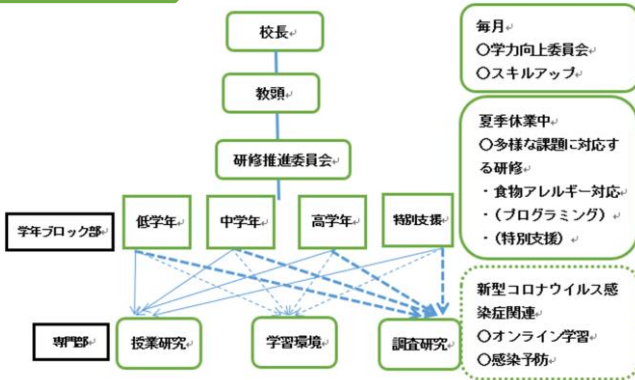 校長
教頭
研修推進委員会
学年ブロック部
低学年
中学年
高学年
特別支援
専門部
授業研究
学習環境
調査研究
毎月
○学力向上委員会
○スキルアップ
夏季休業中
○多様な課題に対応す
る研修
・食物アレルギー対応
・（プログラミング）
・（特別支援）
新型コロナウイルス感
染症関連
○オンライン学習
○感染予防